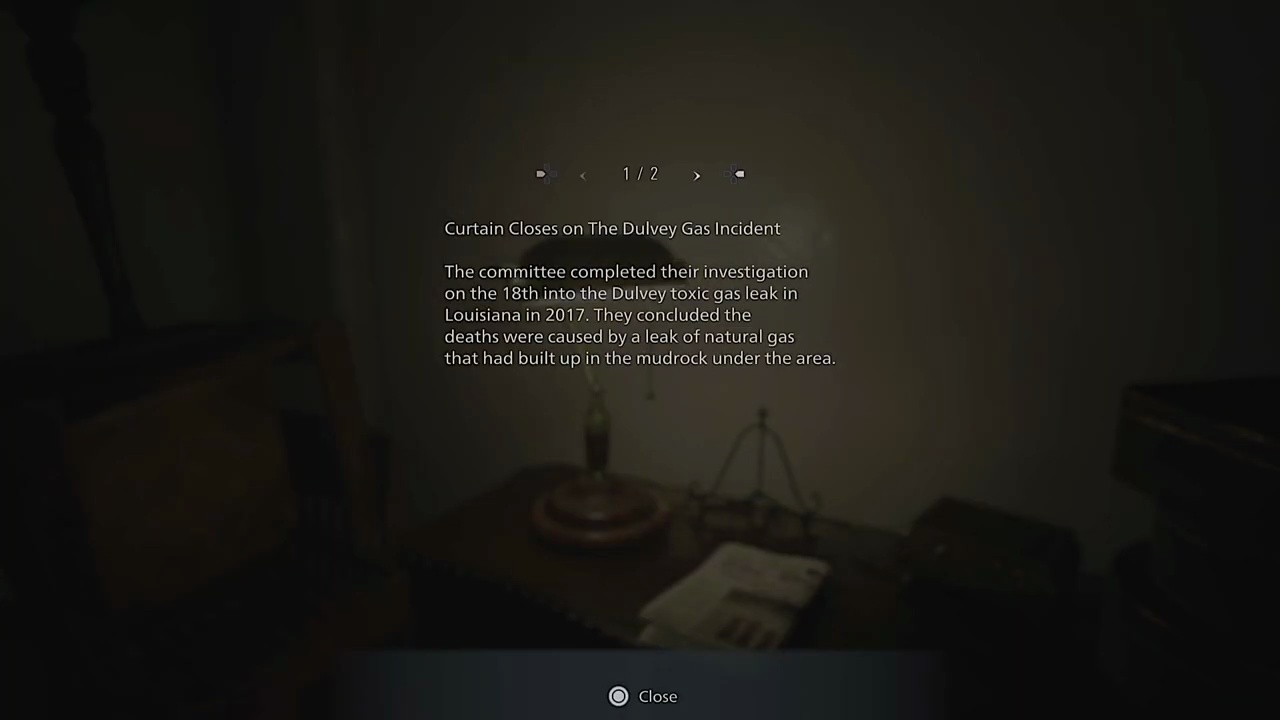 1 / 2
Curtain Closes on The Dulvey Gas Incident
The committee completed their investigation
on the 18th into the Dulvey toxic gas leak in
Louisiana in 2017. They concluded the
deaths were caused by a leak of natural gas
that had built up in the mudrock under the area.
Close